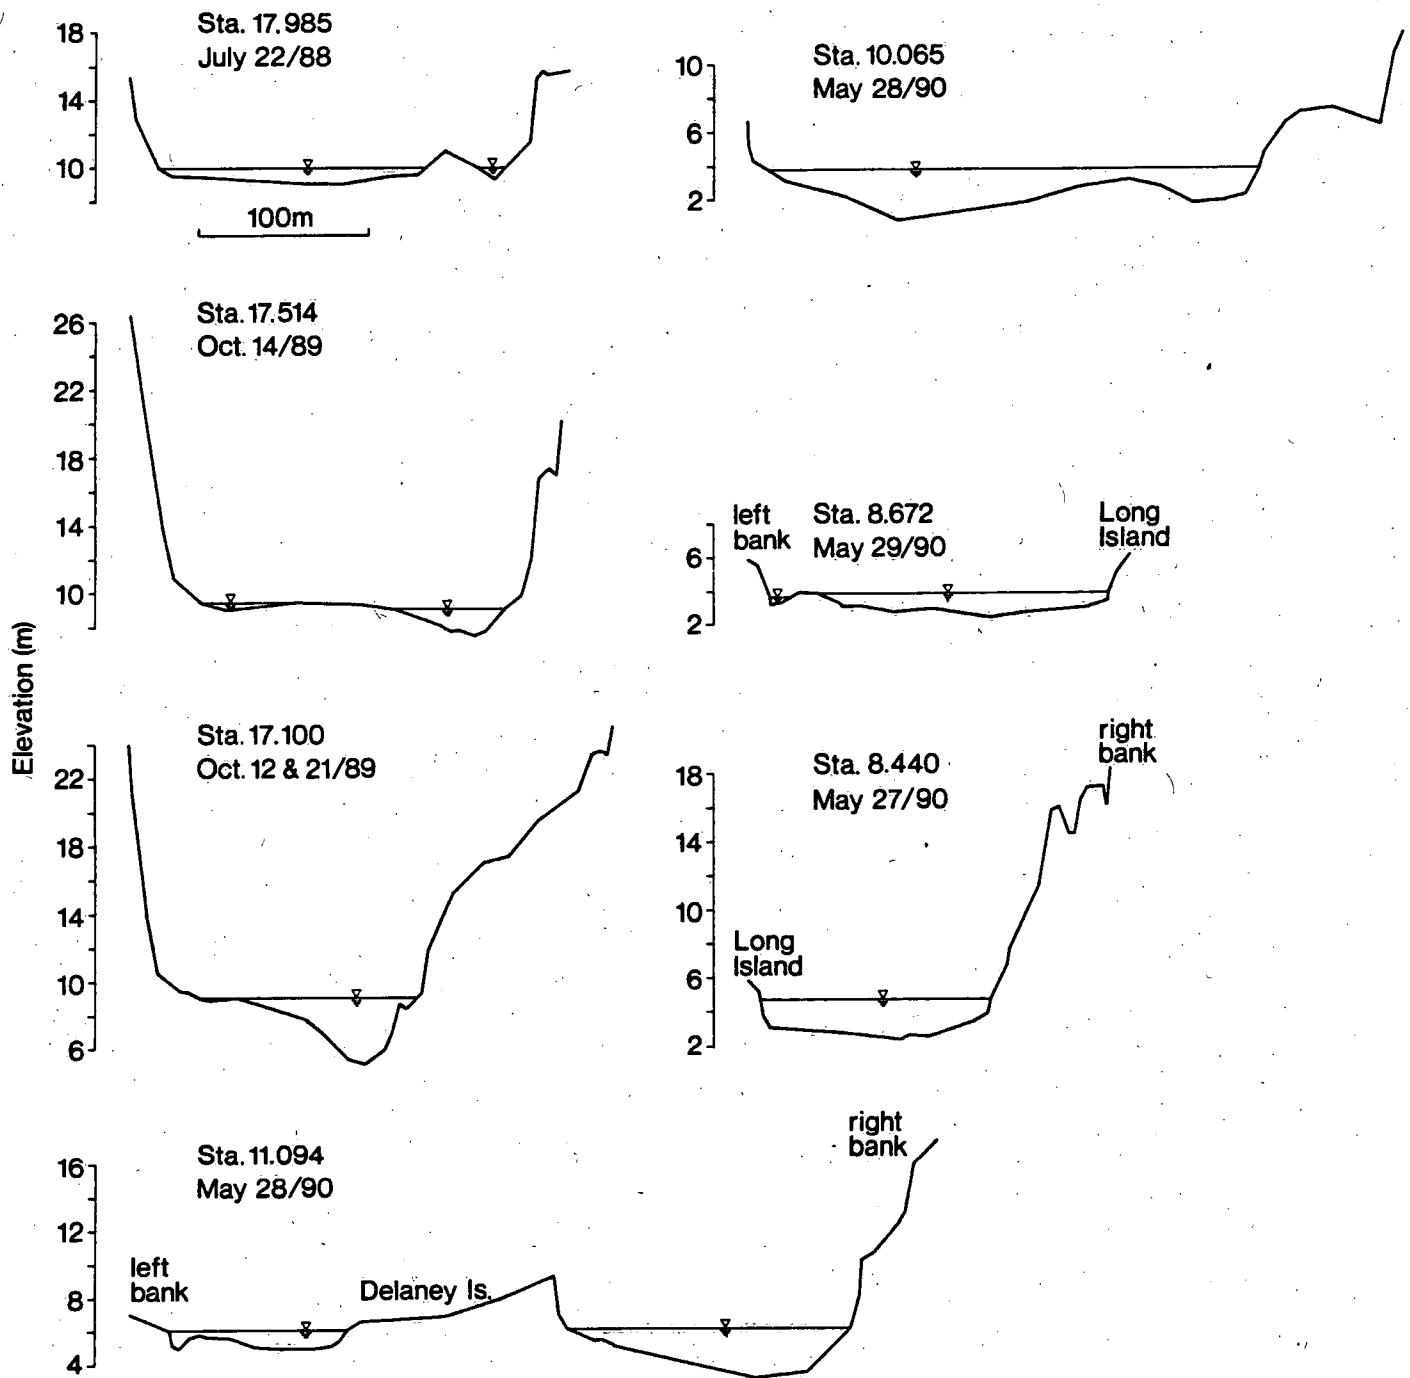 Elevation (m)
18
14
10
Sta. 17.985
July 22/88
100m
26
22
18
14
10
Sta. 17.514
Oct. 14/89
22
18
14
10
6
Sta. 17.100
Oct. 12 & 21/89
16
12
8
4
Sta. 11.094
May 28/90
left
bank
Delaney Is.
right
bank
10
6
2
Sta. 10.065
May 28/90
6
2
left
bank
Sta. 8.672
May 29/90
Long
Island
18
14
10
6
2
Sta. 8.440
May 27/90
Long
Island
right
bank